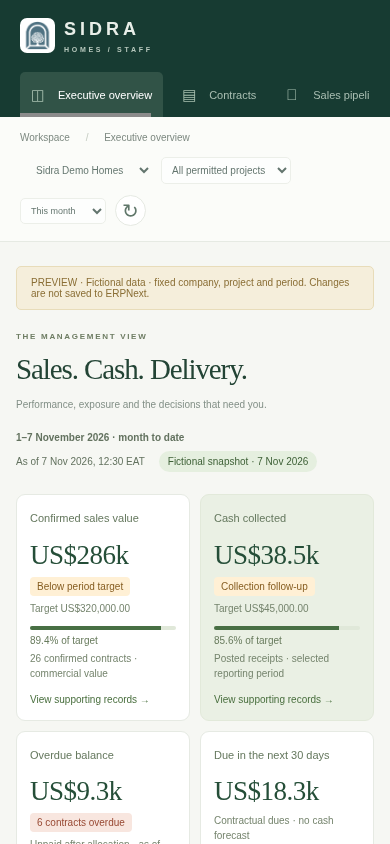 SIDRA
HOMES / STAFF
Executive overview
Contracts
Sales pipeli
Workspace / Executive overview
Sidra Demo Homes
All permitted projects
This month
PREVIEW · Fictional data · fixed company, project and period. Changes
are not saved to ERPNext.
THE MANAGEMENT VIEW
Sales. Cash. Delivery.
Performance, exposure and the decisions that need you.
1–7 November 2026 · month to date
As of 7 Nov 2026, 12:30 EAT
Fictional snapshot · 7 Nov 2026
Confirmed sales value
US$286k
Below period target
Target US$320,000.00
89.4% of target
26 confirmed contracts ·
commercial value
View supporting records →
Cash collected
US$38.5k
Collection follow-up
Target US$45,000.00
85.6% of target
Posted receipts · selected
reporting period
View supporting records →
Overdue balance
US$9.3k
6 contracts overdue
Unpaid after allocation · as of
Due in the next 30 days
US$18.3k
Contractual dues · no cash
forecast